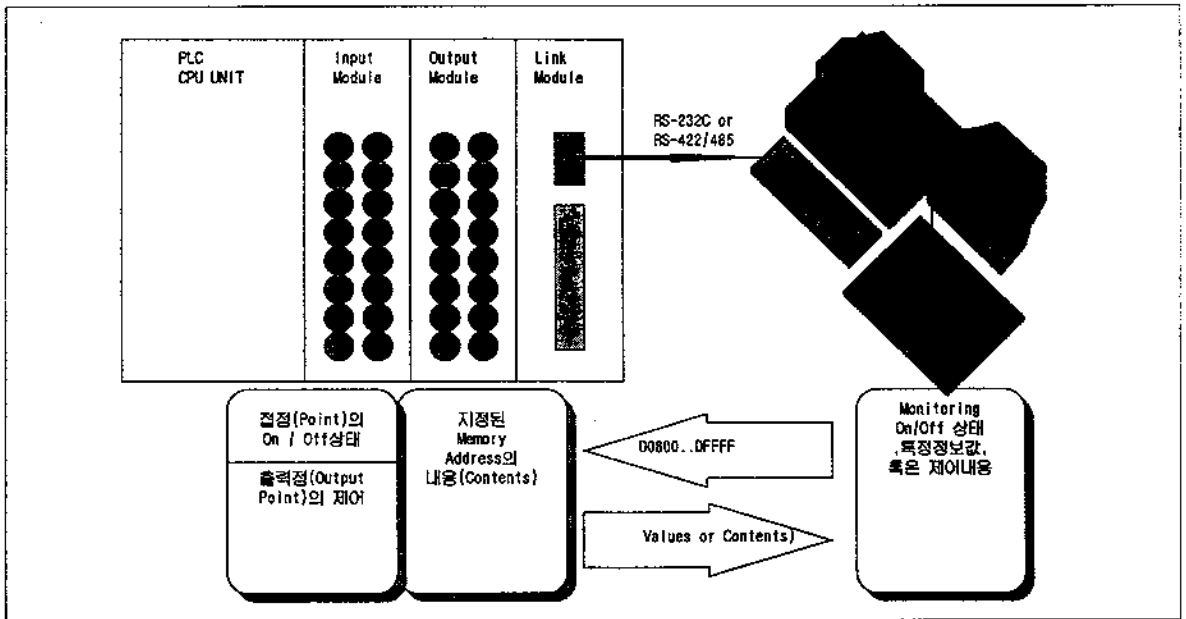 PLC
CPU UNIT
Input
Module
Output
Module
Link
Module
RS-232C or
RS-422/485
접점(Point)의
On / Off상태
출력점(Output
Point)의 제어
지정된
Memory
Address의
내용(Contents)
D0800..DFFFF
Values or Contents)
Monitoring
On/Off 상태
,특정정보값,
혹은 제어내용